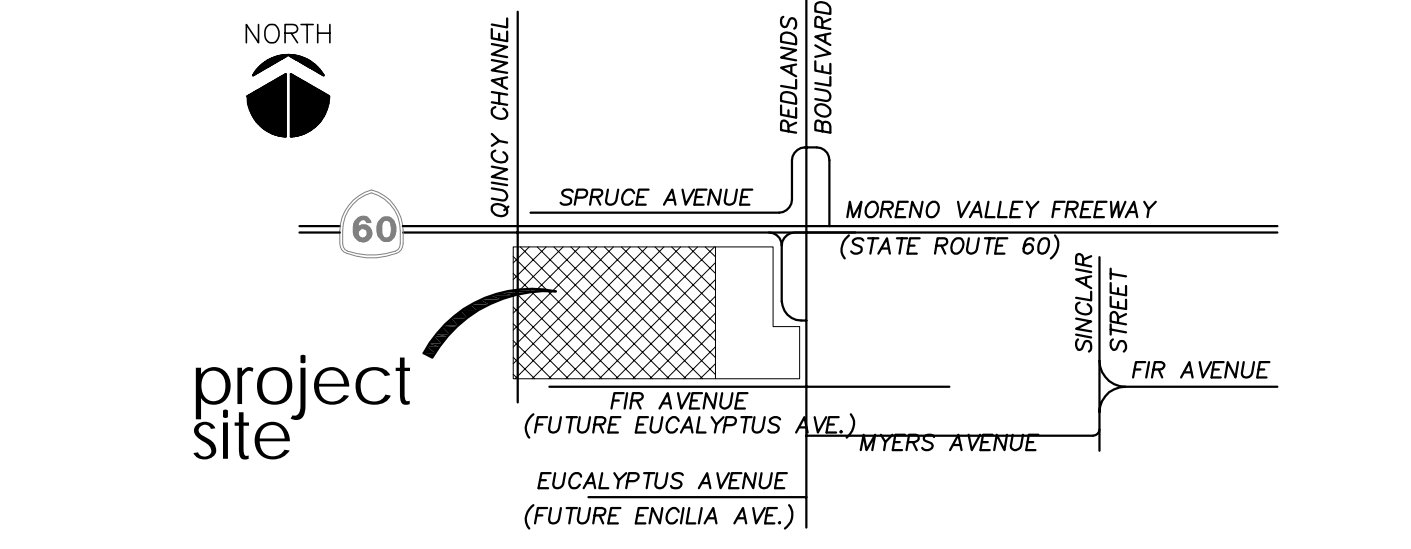 NORTH
QUINCY CHANNEL
REDLANDS
BOULEVARD
SPRUCE AVENUE
MORENO VALLEY FREEWAY
60
(STATE ROUTE 60)
SINCLAIR
STREET
project
site
FIR AVENUE
FIR AVENUE
(FUTURE EUCALYPTUS AVE.)
MYERS AVENUE
EUCALYPTUS AVENUE
(FUTURE ENCILIA AVE.)